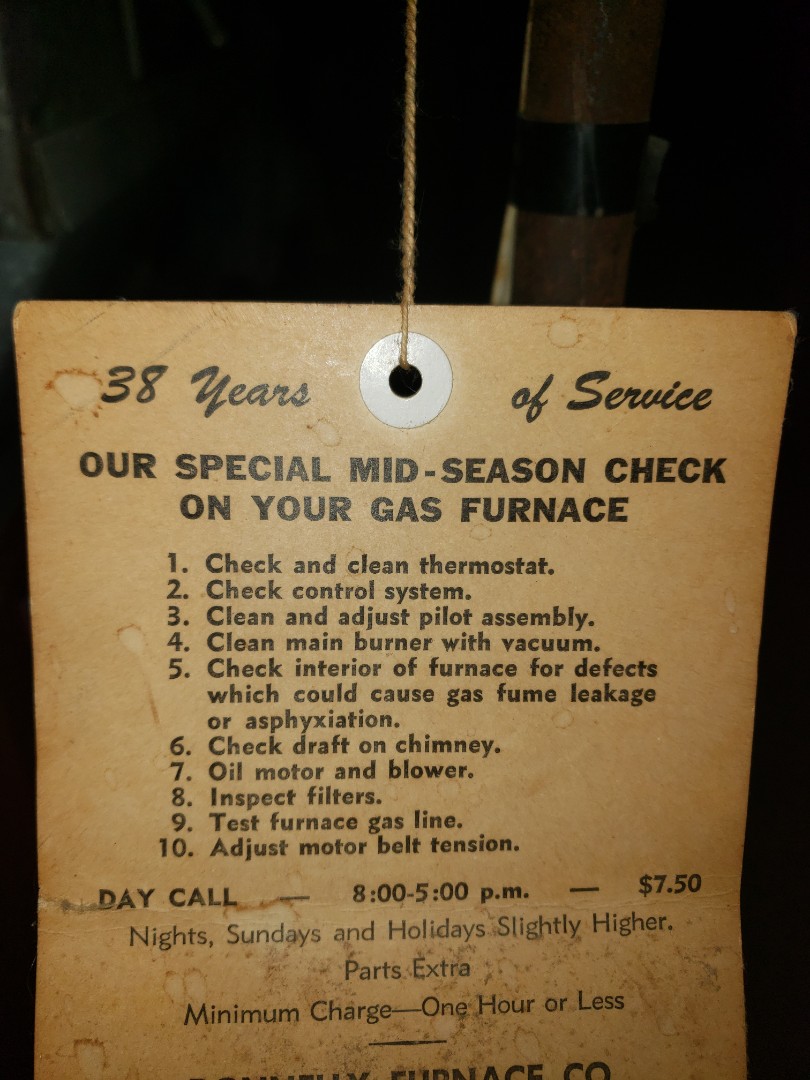 38 Years of Service
OUR SPECIAL MID-SEASON CHECK
ON YOUR GAS FURNACE
1. Check and clean thermostat.
2. Check control system.
3. Clean and adjust pilot assembly.
4. Clean main burner with vacuum.
5. Check interior of furnace for defects
which could cause gas fume leakage
or asphyxiation.
6. Check draft on chimney.
7. Oil motor and blower.
8. Inspect filters.
9. Test furnace gas line.
10. Adjust motor belt tension.
DAY CALL — 8:00-5:00 p.m. — $7.50
Nights, Sundays and Holidays Slightly Higher.
Parts Extra
Minimum Charge—One Hour or Less
FURNACE CO